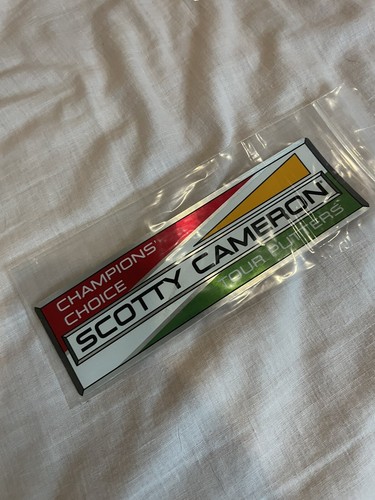 CHAMPIONS'
CHOICE
SCOTTY CAMERON
TOUR PUTTERS